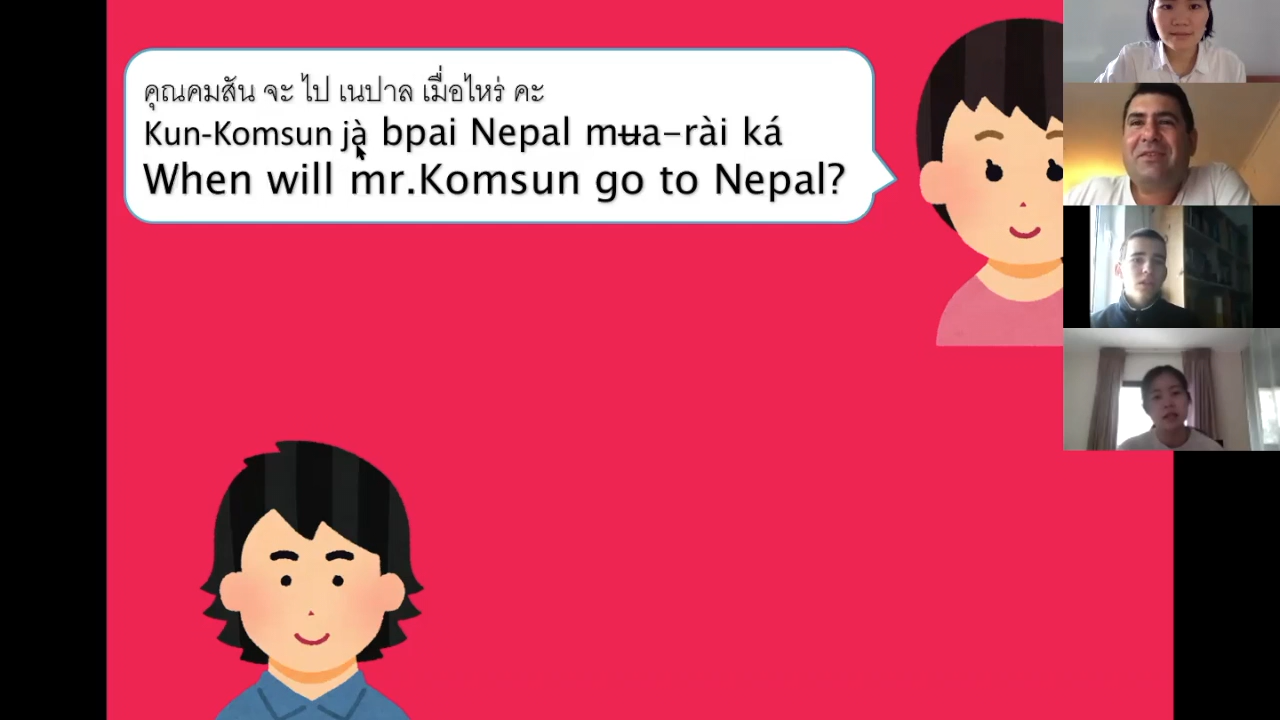 คุณคมสัน จะ ไป เนปาล เมื่อไหร่ คะ
Kun-Komsun jà bpai Nepal mʉa-rài ká
When will mr.Komsun go to Nepal?